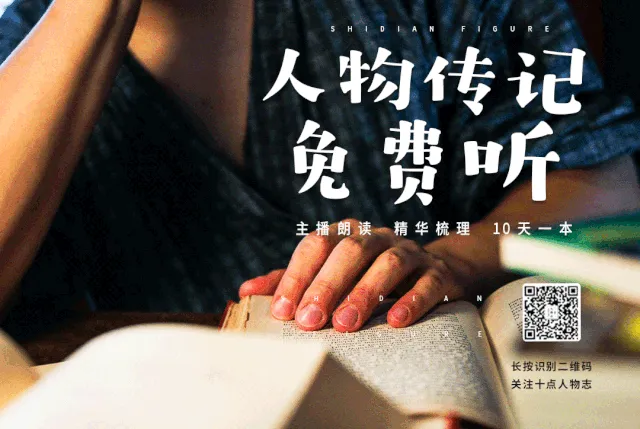 SHIDIAN FIGURE
人物传记
免费听
主播朗读 精华梳理 10天一本
SHIDIAN
长按识别二维码
关注十点人物志